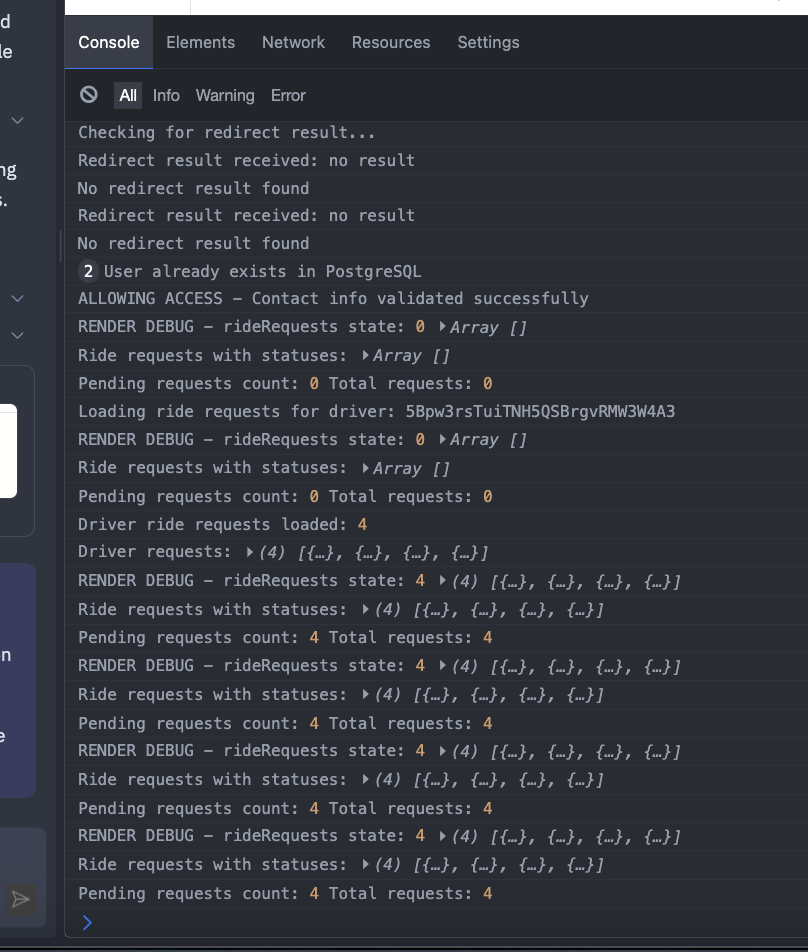 d
le
ng
s.
n
e
Console Elements Network Resources Settings
All Info Warning Error
Checking for redirect result...
Redirect result received: no result
No redirect result found
Redirect result received: no result
No redirect result found
2 User already exists in PostgreSQL
ALLOWING ACCESS – Contact info validated successfully
RENDER DEBUG – rideRequests state: 0 Array []
Ride requests with statuses: Array []
Pending requests count: 0 Total requests: 0
Loading ride requests for driver: 5Bpw3rsTuiTNH5QSBrgvRMW3W4A3
RENDER DEBUG – rideRequests state: 0 Array []
Ride requests with statuses: Array []
Pending requests count: 0 Total requests: 0
Driver ride requests loaded: 4
Driver requests: (4) [{…}, {…}, {…}, {…}]
RENDER DEBUG – rideRequests state: 4 (4) [{…}, {…}, {…}, {…}]
Ride requests with statuses: (4) [{…}, {…}, {…}, {…}]
Pending requests count: 4 Total requests: 4
RENDER DEBUG – rideRequests state: 4 (4) [{…}, {…}, {…}, {…}]
Ride requests with statuses: (4) [{…}, {…}, {…}, {…}]
Pending requests count: 4 Total requests: 4
RENDER DEBUG – rideRequests state: 4 (4) [{…}, {…}, {…}, {…}]
Ride requests with statuses: (4) [{…}, {…}, {…}, {…}]
Pending requests count: 4 Total requests: 4
RENDER DEBUG – rideRequests state: 4 (4) [{…}, {…}, {…}, {…}]
Ride requests with statuses: (4) [{…}, {…}, {…}, {…}]
Pending requests count: 4 Total requests: 4